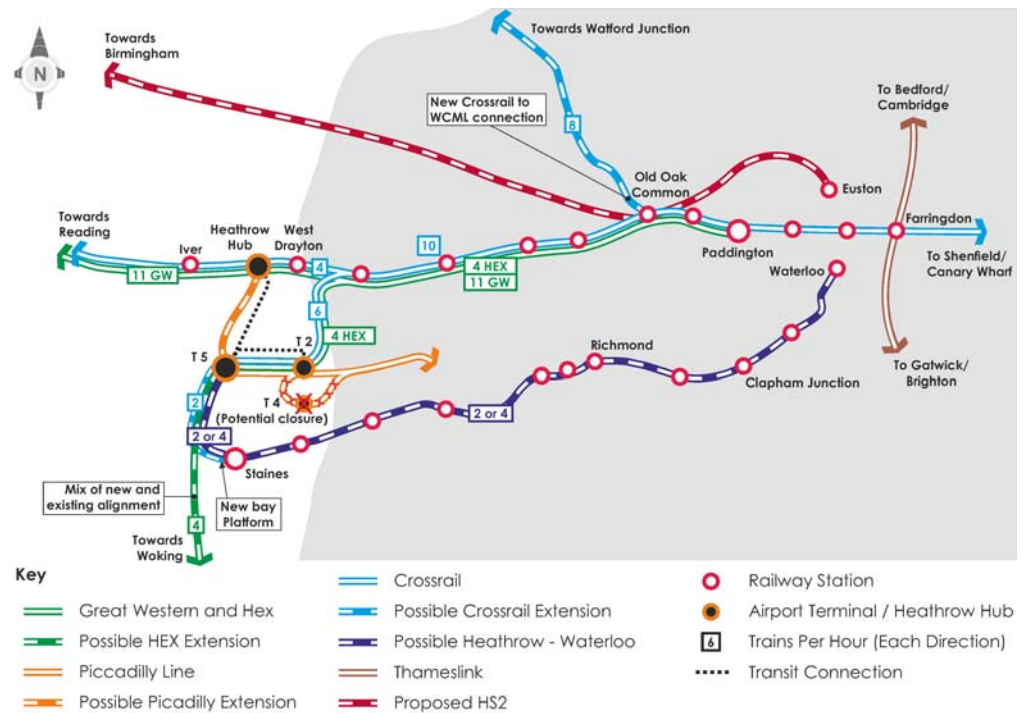 Towards
Birmingham
Towards Watford Junction
N
New Crossrail to
WCML connection
8
To Bedford/
Cambridge
Old Oak
Common
Euston
Towards
Reading
Heathrow
Hub
West
Drayton
Iver
10
4
Farringdon
Paddington
11 GW
4 HEX
11 GW
To Shenfield/
Canary Wharf
Waterloo
6
4 HEX
T 2
T 5
Richmond
Clapham Junction
To Gatwick/
Brighton
T 4
(Potential closure)
2
2 or 4
2 or 4
Staines
Mix of new and
existing alignment
New bay
Platform
4
Towards
Woking
Key
Great Western and Hex
Possible HEX Extension
Piccadilly Line
Possible Picadilly Extension
Crossrail
Possible Crossrail Extension
Possible Heathrow - Waterloo
Thameslink
Proposed HS2
Railway Station
Airport Terminal / Heathrow Hub
6 Trains Per Hour (Each Direction)
Transit Connection